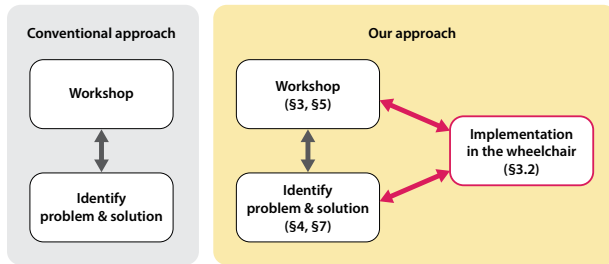 Conventional approach
Workshop
Identify
problem & solution
Our approach
Workshop
(§3, §5)
Identify
problem & solution
(§4, §7)
Implementation
in the wheelchair
(§3.2)